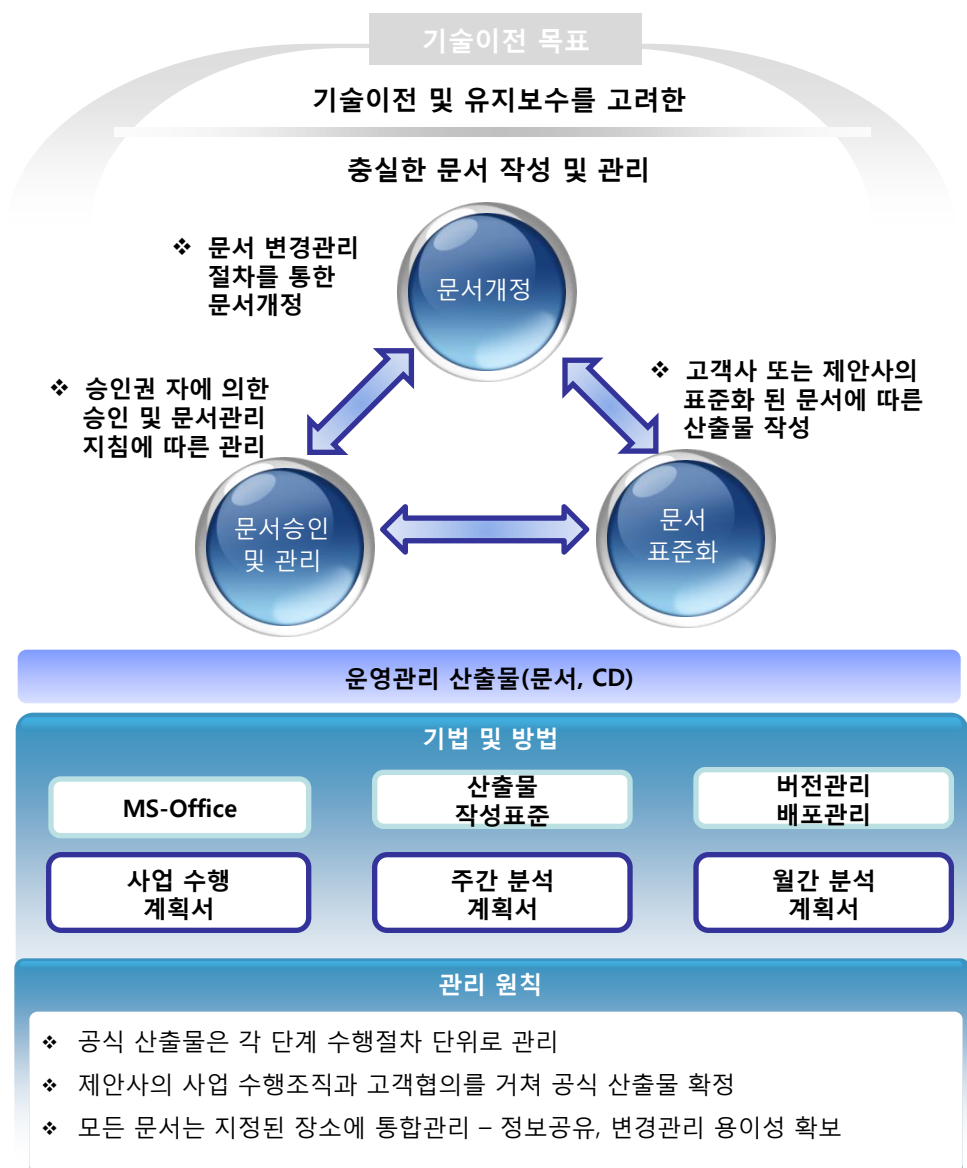 기술이전 목표
기술이전 및 유지보수를 고려한
충실한 문서 작성 및 관리
❖ 문서 변경관리
절차를 통한
문서개정
문서개정
❖ 승인권 자에 의한
승인 및 문서관리
지침에 따른 관리
❖ 고객사 또는 제안사의
표준화 된 문서에 따른
산출물 작성
문서승인
및 관리
문서
표준화
운영관리 산출물(문서, CD)
기법 및 방법
MS-Office
산출물
작성표준
버전관리
배포관리
사업 수행
계획서
주간 분석
계획서
월간 분석
계획서
관리 원칙
❖ 공식 산출물은 각 단계 수행절차 단위로 관리
❖ 제안사의 사업 수행조직과 고객협의를 거쳐 공식 산출물 확정
❖ 모든 문서는 지정된 장소에 통합관리 – 정보공유, 변경관리 용이성 확보